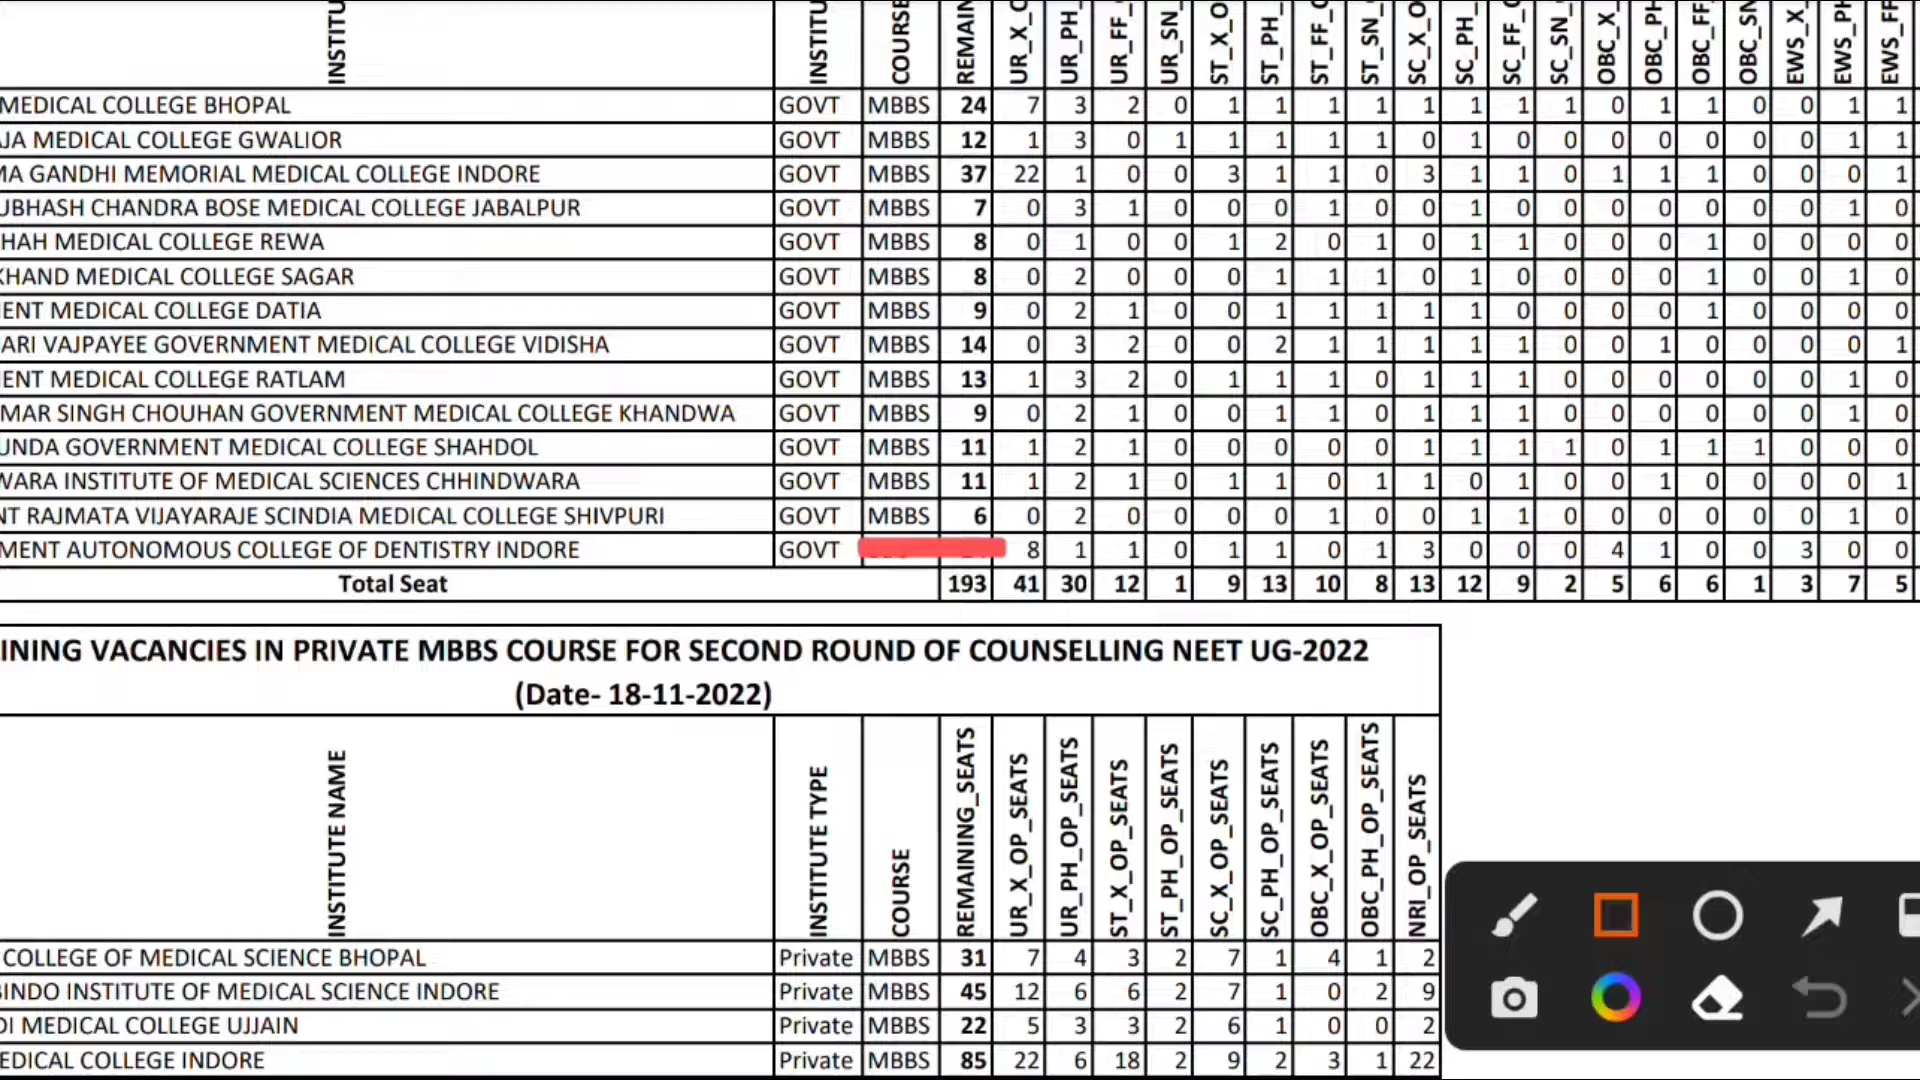 INSTITU INSTITU COURSE REMAIN UR_X_O UR_PH_ UR_FF_ UR_SN_ ST_X_O ST_PH_ ST_FF_ ST_SN_ SC_X_O SC_PH_ SC_FF_ SC_SN_ OBC_X_ OBC_PH OBC_FF OBC_SN EWS_X_ EWS_PH EWS_FF
MEDICAL COLLEGE BHOPAL GOVT MBBS 24 7 3 2 0 1 1 1 1 1 1 1 1 0 1 1 0 0 1 1
JA MEDICAL COLLEGE GWALIOR GOVT MBBS 12 1 3 0 1 1 1 1 1 0 1 0 0 0 0 0 0 0 1 1
MA GANDHI MEMORIAL MEDICAL COLLEGE INDORE GOVT MBBS 37 22 1 0 0 3 1 1 0 3 1 1 0 1 1 1 0 0 0 1
UBHASH CHANDRA BOSE MEDICAL COLLEGE JABALPUR GOVT MBBS 7 0 3 1 0 0 0 1 0 0 1 0 0 0 0 0 0 0 1 0
HAH MEDICAL COLLEGE REWA GOVT MBBS 8 0 1 0 0 1 2 0 1 0 1 1 0 0 0 1 0 0 0 0
KHAND MEDICAL COLLEGE SAGAR GOVT MBBS 8 0 2 0 0 0 1 1 1 0 1 0 0 0 0 1 0 0 1 0
ENT MEDICAL COLLEGE DATIA GOVT MBBS 9 0 2 1 0 0 1 1 1 1 1 0 0 0 0 1 0 0 0 0
ARI VAJPAYEE GOVERNMENT MEDICAL COLLEGE VIDISHA GOVT MBBS 14 0 3 2 0 0 2 1 1 1 1 1 0 0 1 0 0 0 0 1
ENT MEDICAL COLLEGE RATLAM GOVT MBBS 13 1 3 2 0 1 1 1 0 1 1 1 0 0 0 0 0 0 1 0
MAR SINGH CHOUHAN GOVERNMENT MEDICAL COLLEGE KHANDWA GOVT MBBS 9 0 2 1 0 0 1 1 0 1 1 1 0 0 0 0 0 0 1 0
UNDA GOVERNMENT MEDICAL COLLEGE SHAHDOL GOVT MBBS 11 1 2 1 0 0 0 0 0 1 1 1 1 0 1 1 1 0 0 0
WARA INSTITUTE OF MEDICAL SCIENCES CHHINDWARA GOVT MBBS 11 1 2 1 0 1 1 0 1 1 0 1 0 0 1 0 0 0 0 1
NT RAJMATA VIJAYARAJE SCINDIA MEDICAL COLLEGE SHIVPURI GOVT MBBS 6 0 2 0 0 0 0 1 0 0 1 1 0 0 0 0 0 0 1 0
MENT AUTONOMOUS COLLEGE OF DENTISTRY INDORE GOVT 8 1 1 0 1 1 0 1 3 0 0 0 4 1 0 0 3 0 0
Total Seat 193 41 30 12 1 9 13 10 8 13 12 9 2 5 6 6 1 3 7 5
INING VACANCIES IN PRIVATE MBBS COURSE FOR SECOND ROUND OF COUNSELLING NEET UG-2022
(Date- 18-11-2022)
INSTITUTE NAME INSTITUTE TYPE COURSE REMAINING_SEATS UR_X_OP_SEATS UR_PH_OP_SEATS ST_X_OP_SEATS ST_PH_OP_SEATS SC_X_OP_SEATS SC_PH_OP_SEATS OBC_X_OP_SEATS OBC_PH_OP_SEATS NRI_OP_SEATS
COLLEGE OF MEDICAL SCIENCE BHOPAL Private MBBS 31 7 4 3 2 7 1 4 1 2
BINDO INSTITUTE OF MEDICAL SCIENCE INDORE Private MBBS 45 12 6 6 2 7 1 0 2 9
DI MEDICAL COLLEGE UJJAIN Private MBBS 22 5 3 3 2 6 1 0 0 2
EDICAL COLLEGE INDORE Private MBBS 85 22 6 18 2 9 2 3 1 22